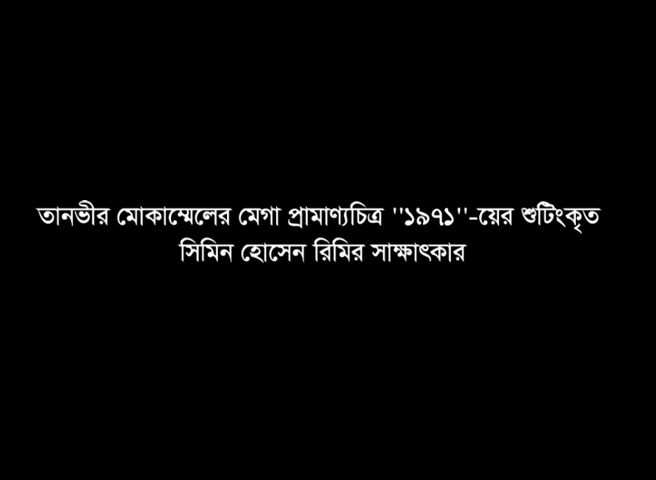 তানভীর মোকাম্মেলের মেগা প্রামাণ্যচিত্র ''১৯৭১''-য়ের শুটিংকৃত
সিমিন হোসেন রিমির সাক্ষাৎকার